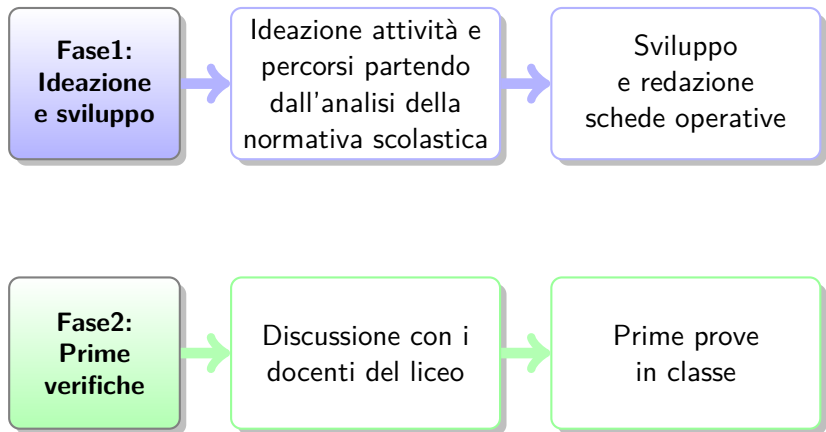 Fase1:
Ideazione
e sviluppo
Ideazione attività e
percorsi partendo
dall'analisi della
normativa scolastica
Sviluppo
e redazione
schede operative
Fase2:
Prime
verifiche
Discussione con i
docenti del liceo
Prime prove
in classe